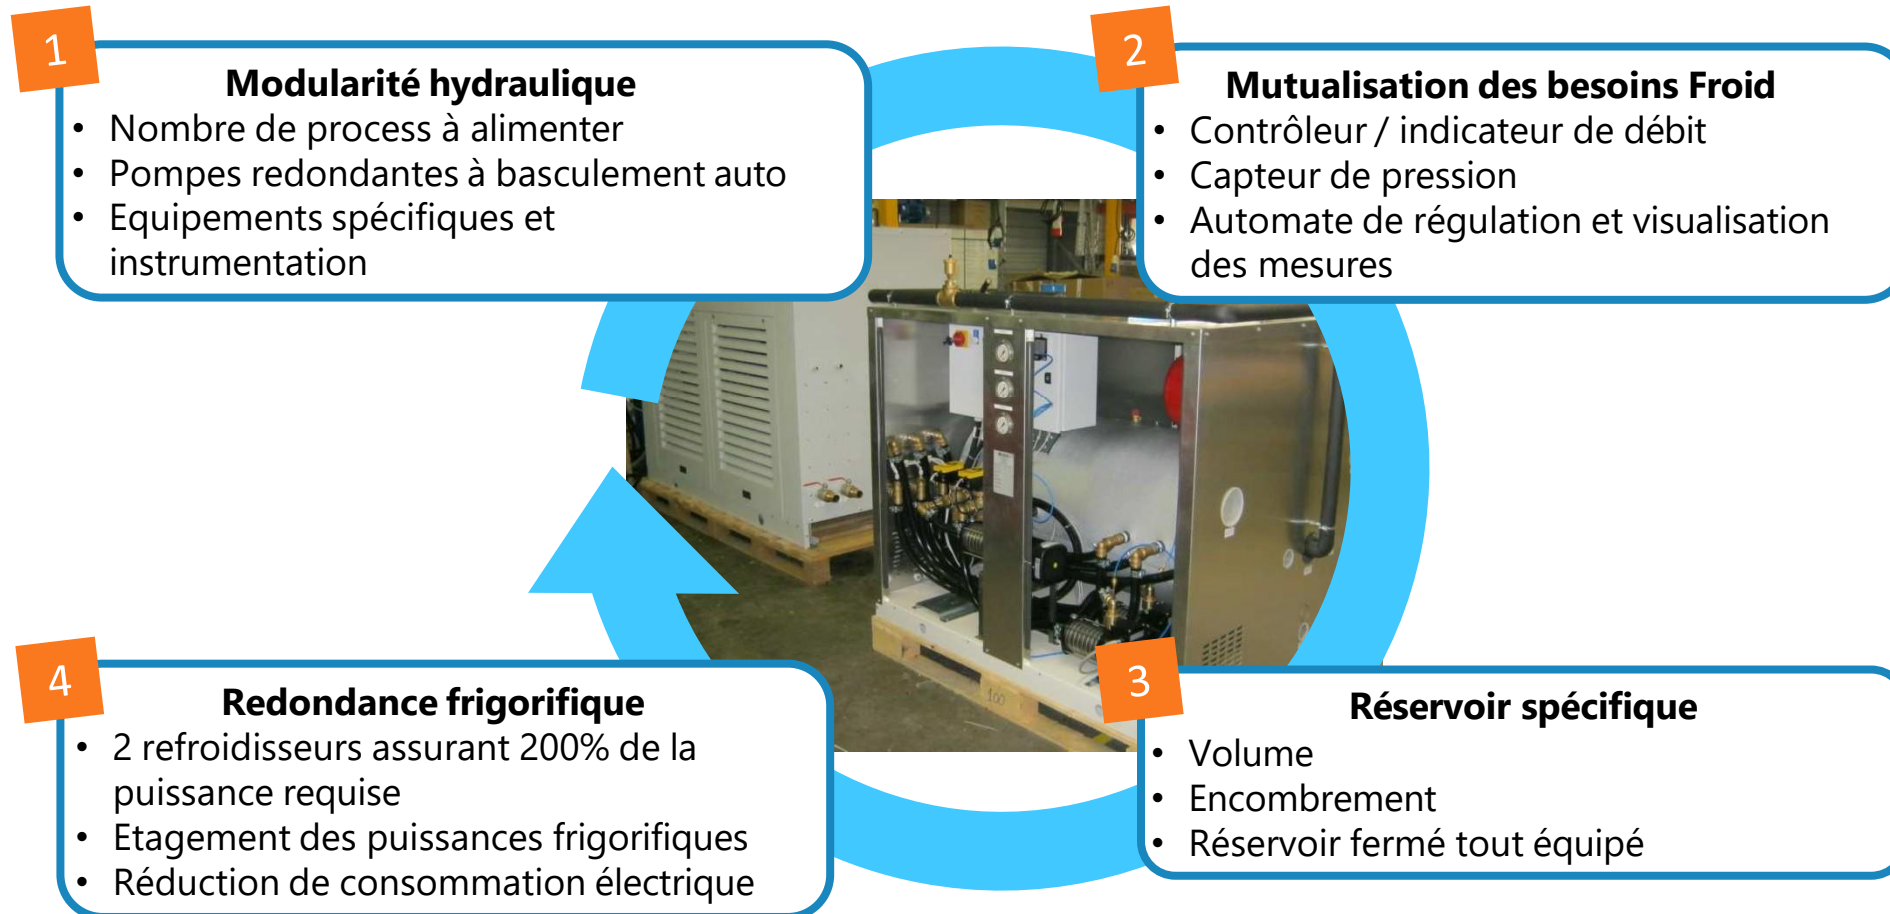 1
Modularité hydraulique
• Nombre de process à alimenter
• Pompes redondantes à basculement auto
• Equipements spécifiques et
instrumentation
2
Mutualisation des besoins Froid
• Contrôleur / indicateur de débit
• Capteur de pression
• Automate de régulation et visualisation
des mesures
3
Réservoir spécifique
• Volume
• Encombrement
• Réservoir fermé tout équipé
4
Redondance frigorifique
• 2 refroidisseurs assurant 200% de la
puissance requise
• Etagement des puissances frigorifiques
• Réduction de consommation électrique
100